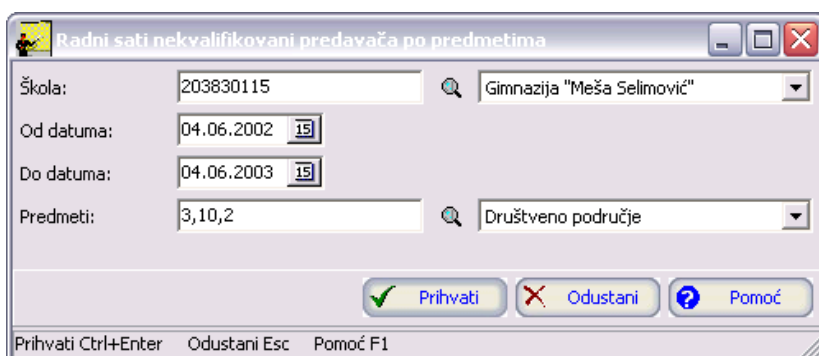 Radni sati nekvalifikovani predavača po predmetima
Škola: 203830115 Gimnazija "Meša Selimović"
Od datuma: 04.06.2002 15
Do datuma: 04.06.2003 15
Predmeti: 3,10,2 Društveno područje
Prihvati Odustani ? Pomoć
Prihvati Ctrl+Enter Odustani Esc Pomoć F1